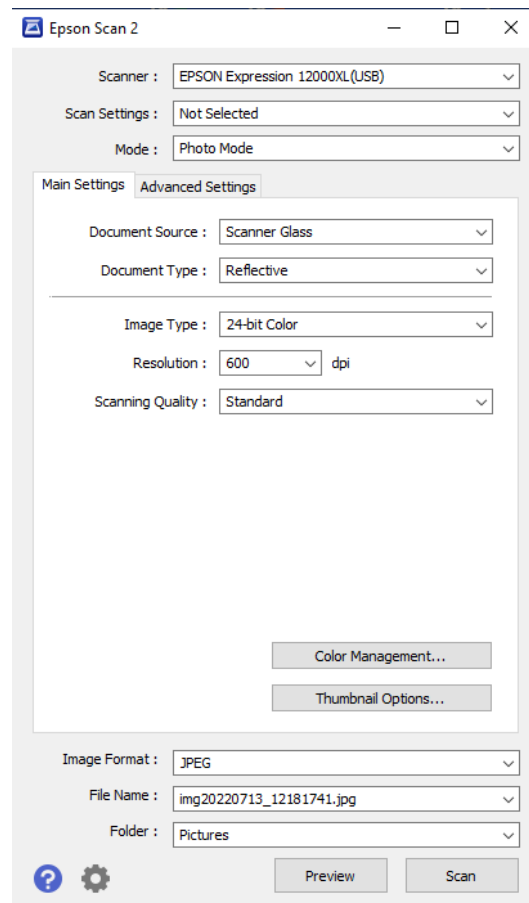 Epson Scan 2
Scanner : EPSON Expression 12000XL(USB)
Scan Settings : Not Selected
Mode : Photo Mode
Main Settings Advanced Settings
Document Source : Scanner Glass
Document Type : Reflective
Image Type : 24-bit Color
Resolution : 600 dpi
Scanning Quality : Standard
Color Management...
Thumbnail Options...
Image Format : JPEG
File Name : img20220713_12181741.jpg
Folder : Pictures
? Preview Scan